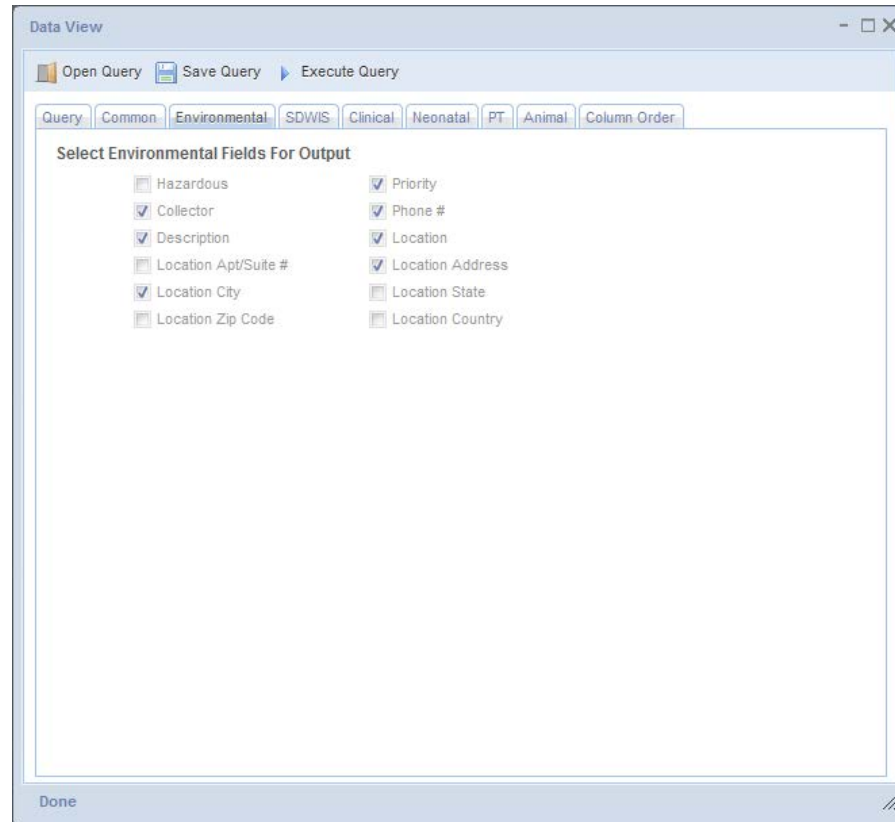 Data View
Open Query Save Query Execute Query
Query Common Environmental SDWIS Clinical Neonatal PT Animal Column Order
Select Environmental Fields For Output
Hazardous Priority
Collector Phone #
Description Location
Location Apt/Suite # Location Address
Location City Location State
Location Zip Code Location Country
Done